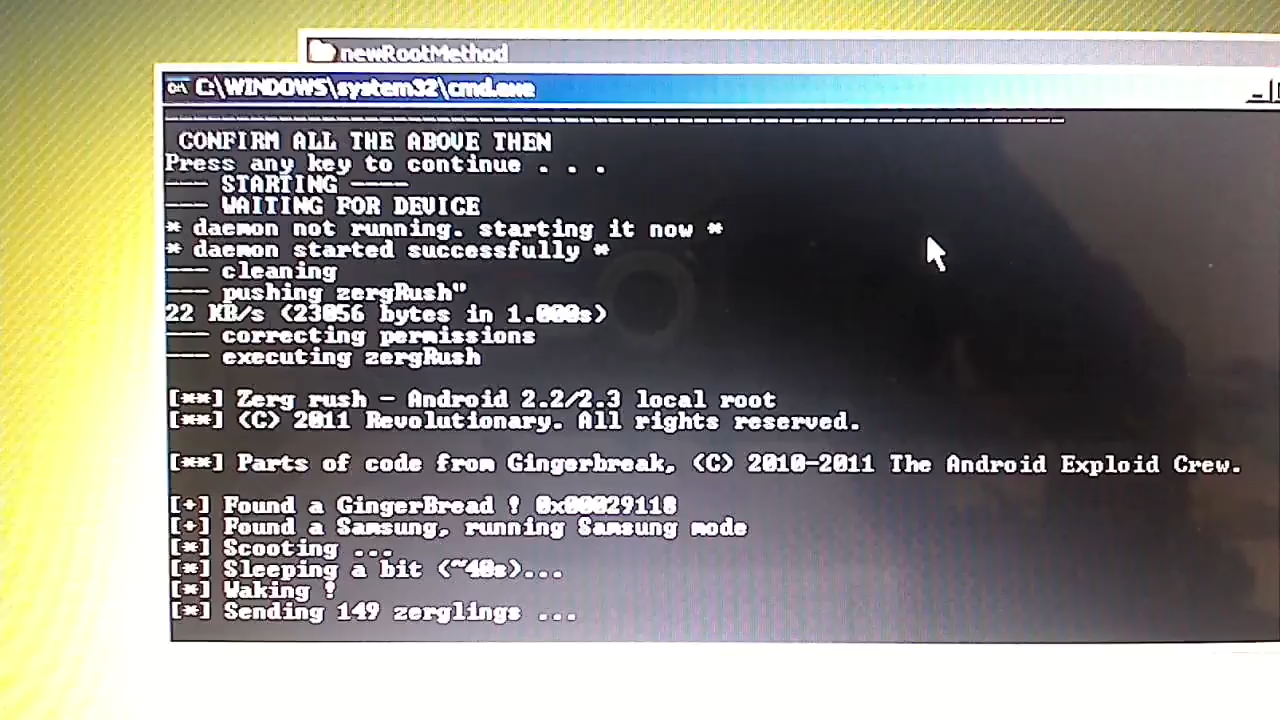 newRootMethod
C:\WINDOWS\system32\cmd.exe
CONFIRM ALL THE ABOVE THEN
Press any key to continue . . .
--- STARTING ----
--- WAITING FOR DEVICE
* daemon not running. starting it now *
* daemon started successfully *
--- cleaning
--- pushing zergRush"
22 KB/s (23056 bytes in 1.000s)
--- correcting permissions
--- executing zergRush
[**] Zerg rush - Android 2.2/2.3 local root
[**] (C) 2011 Revolutionary. All rights reserved.
[**] Parts of code from Gingerbreak, (C) 2010-2011 The Android Exploid Crew.
[+] Found a GingerBread ! 0x00029118
[+] Found a Samsung, running Samsung mode
[*] Scooting ...
[*] Sleeping a bit (~40s)...
[*] Waking !
[*] Sending 149 zerglings ...